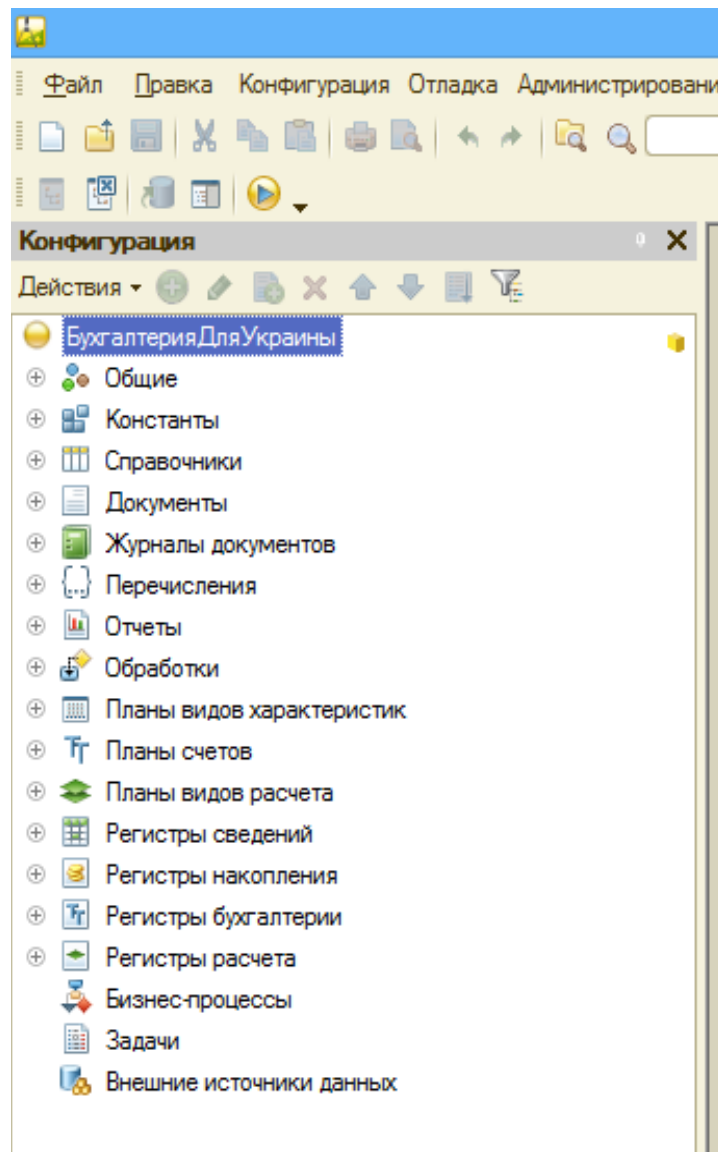 Файл Правка Конфигурация Отладка Администровани
Конфигурация
Действия
БухгалтерияДляУкраины
Общие
Константы
Справочники
Документы
Журналы документов
Перечисления
Отчеты
Обработки
Планы видов характеристик
Планы счетов
Планы видов расчета
Регистры сведений
Регистры накопления
Регистры бухгалтерии
Регистры расчета
Бизнес-процессы
Задачи
Внешние источники данных